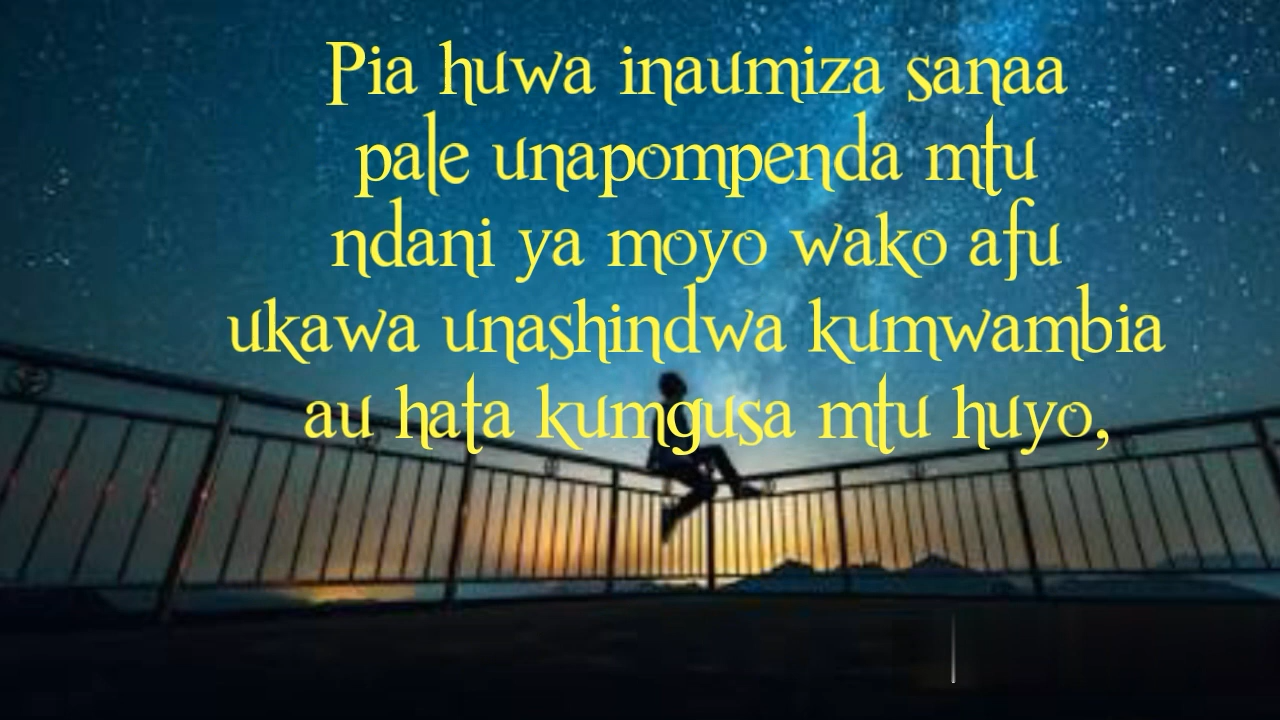 Pia huwa inaumiza sanaa
pale unapompenda mtu
ndani ya moyo wako afu
ukawa unashindwa kumwambia
au hata kumgusa mtu huyo,